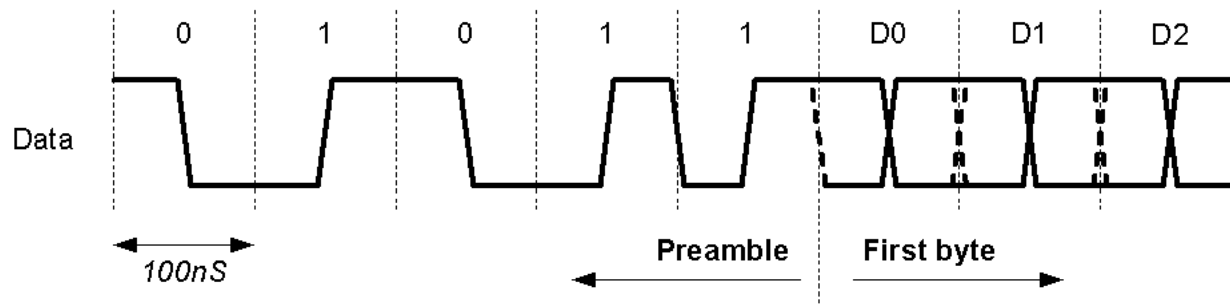 0 1 0 1 1 D0 D1 D2
Data
Preamble First byte
100nS